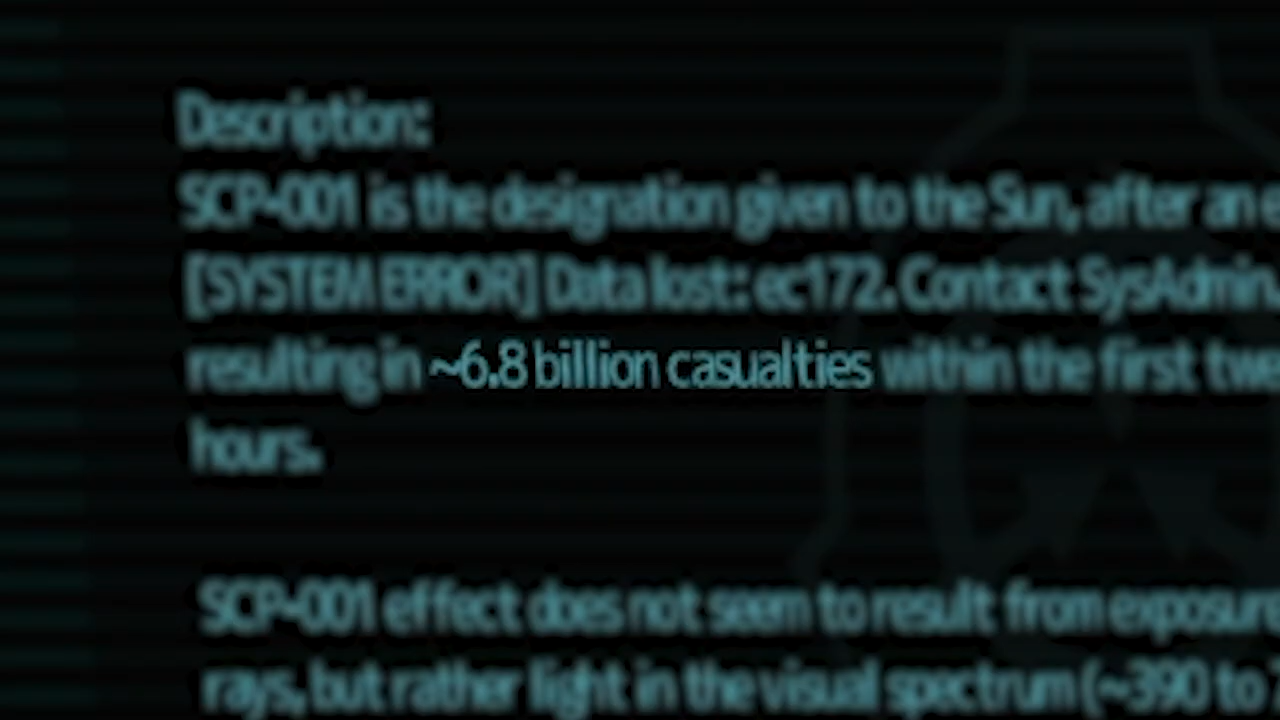 Description:
SCP-001 is the designation given to the Sun, after an
[SYSTEM ERROR] Data lost: ec172. Contact SysAdmin.
resulting in ~6.8 billion casualties within the first
hours.
SCP-001 effect does not seem to result from exposure
rays, but rather light in the visual spectrum (~390 to